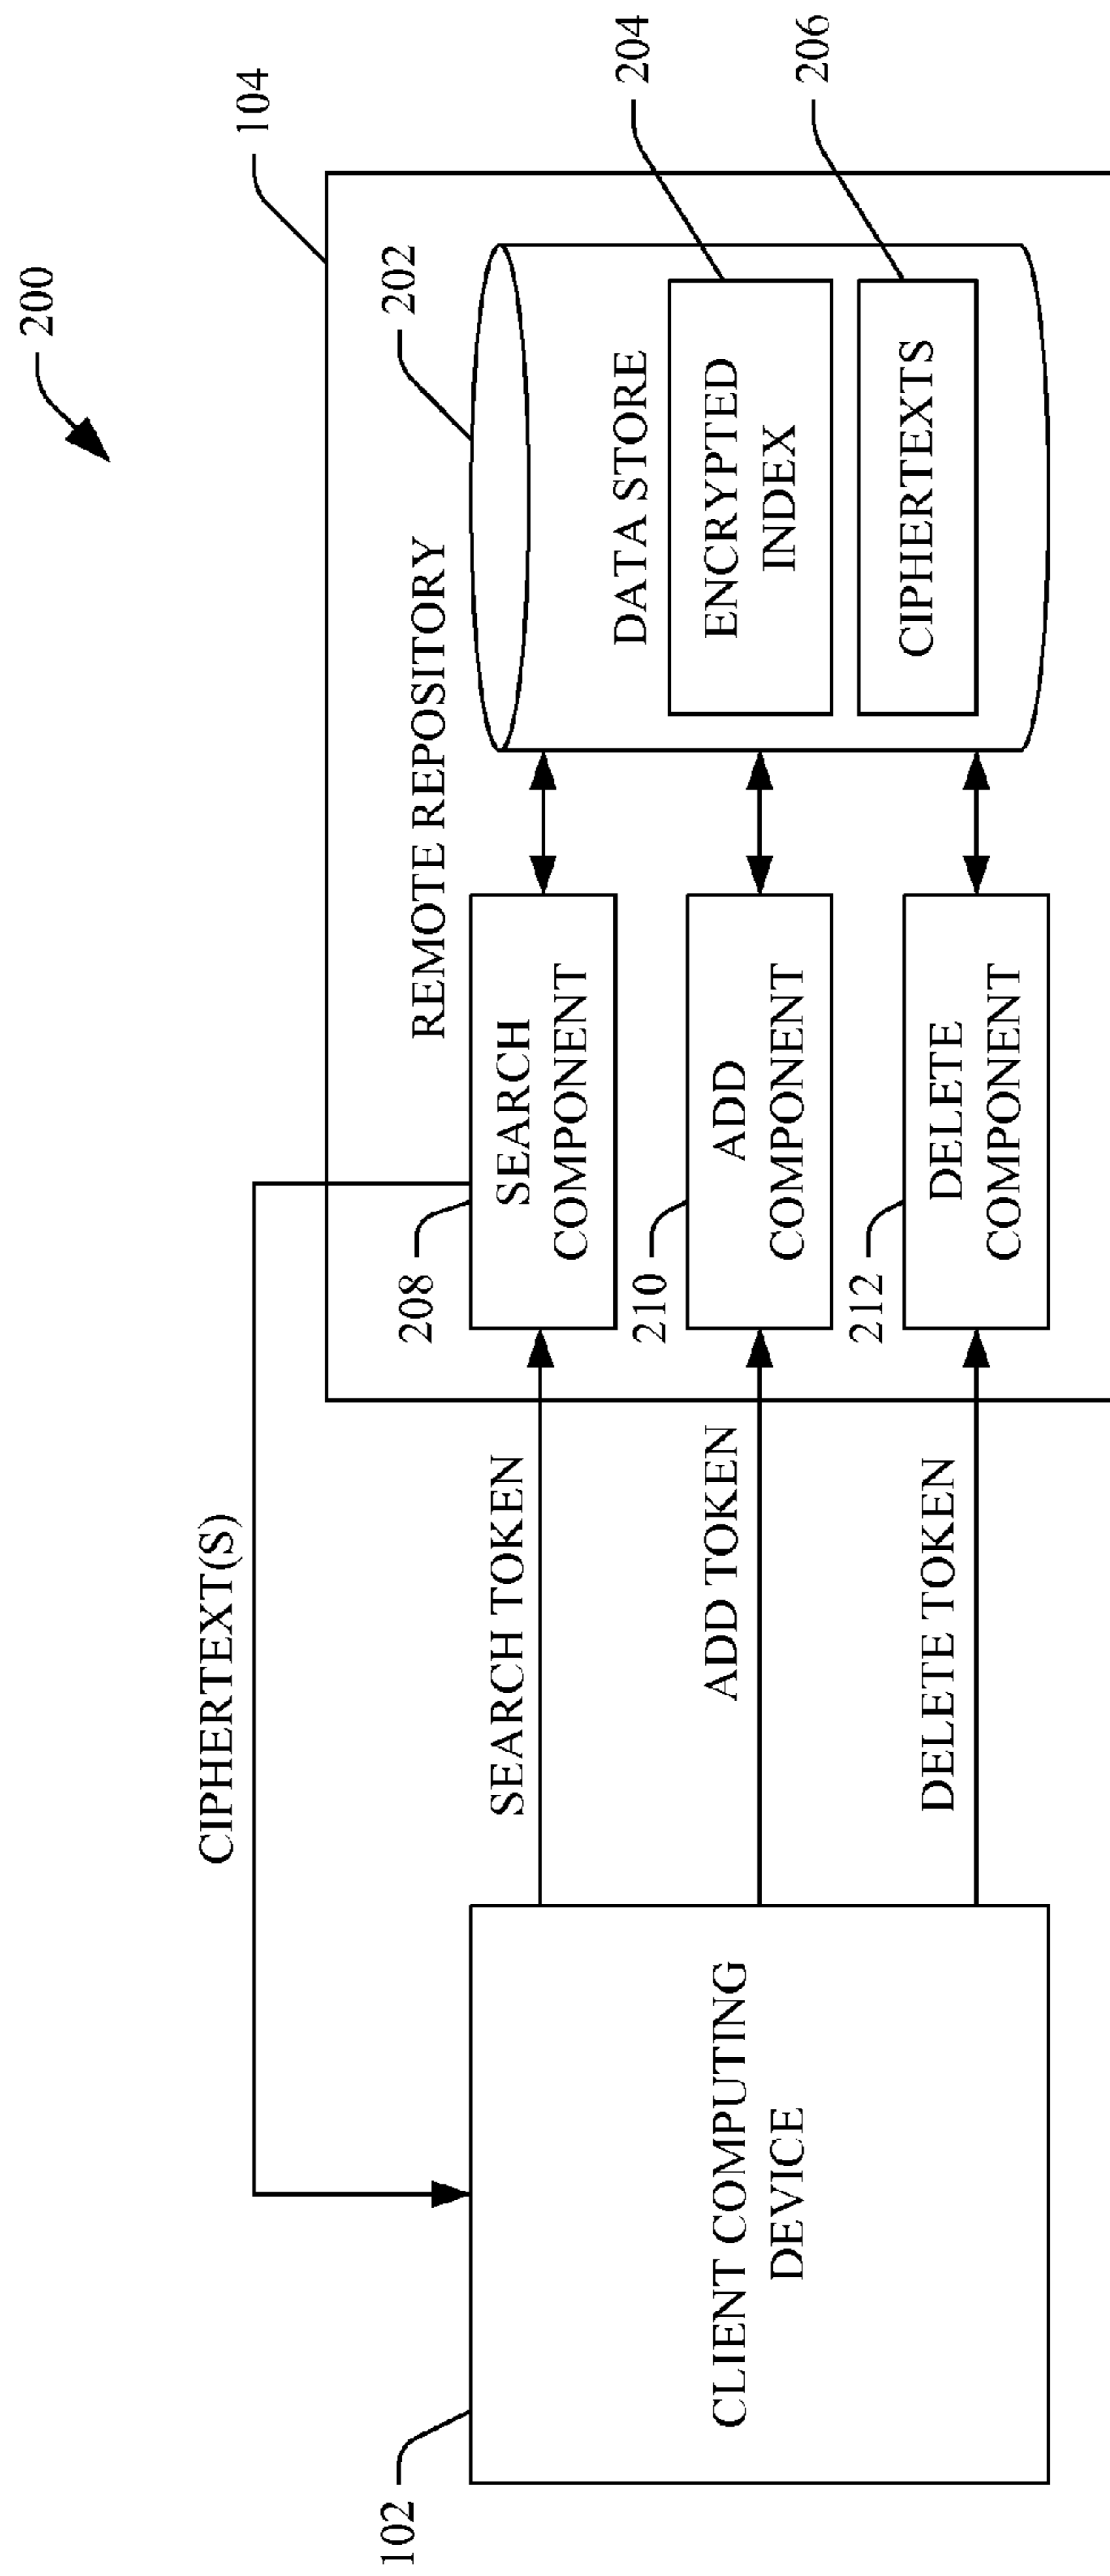 200
104
REMOTE REPOSITORY
202
DATA STORE
204
ENCRYPTED
INDEX
206
CIPHERTEXTS
CIPHERTEXT(S)
208
SEARCH
COMPONENT
SEARCH TOKEN
210
ADD
COMPONENT
ADD TOKEN
212
DELETE
COMPONENT
DELETE TOKEN
102
CLIENT COMPUTING
DEVICE